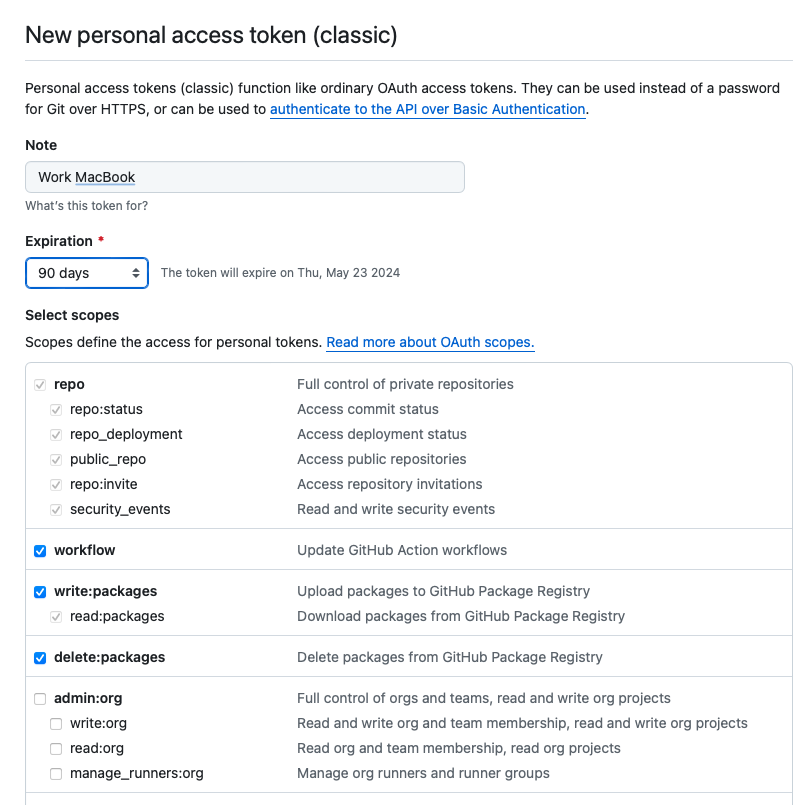 New personal access token (classic)
Personal access tokens (classic) function like ordinary OAuth access tokens. They can be used instead of a password
for Git over HTTPS, or can be used to authenticate to the API over Basic Authentication.
Note
Work MacBook
What's this token for?
Expiration *
90 days The token will expire on Thu, May 23 2024
Select scopes
Scopes define the access for personal tokens. Read more about OAuth scopes.
repo Full control of private repositories
repo:status Access commit status
repo_deployment Access deployment status
public_repo Access public repositories
repo:invite Access repository invitations
security_events Read and write security events
workflow Update GitHub Action workflows
write:packages Upload packages to GitHub Package Registry
read:packages Download packages from GitHub Package Registry
delete:packages Delete packages from GitHub Package Registry
admin:org Full control of orgs and teams, read and write org projects
write:org Read and write org and team membership, read and write org projects
read:org Read org and team membership, read org projects
manage_runners:org Manage org runners and runner groups